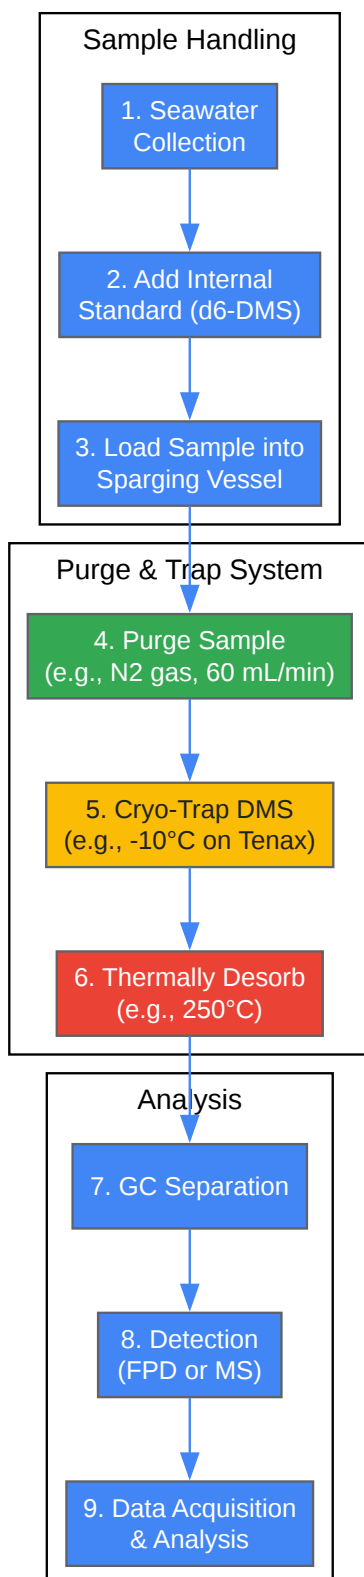 Sample Handling
1. Seawater
Collection
2. Add Internal
Standard (d6-DMS)
3. Load Sample into
Sparging Vessel
Purge & Trap System
4. Purge Sample
(e.g., N2 gas, 60 mL/min)
5. Cryo-Trap DMS
(e.g., -10°C on Tenax)
6. Thermally Desorb
(e.g., 250°C)
Analysis
7. GC Separation
8. Detection
(FPD or MS)
9. Data Acquisition
& Analysis